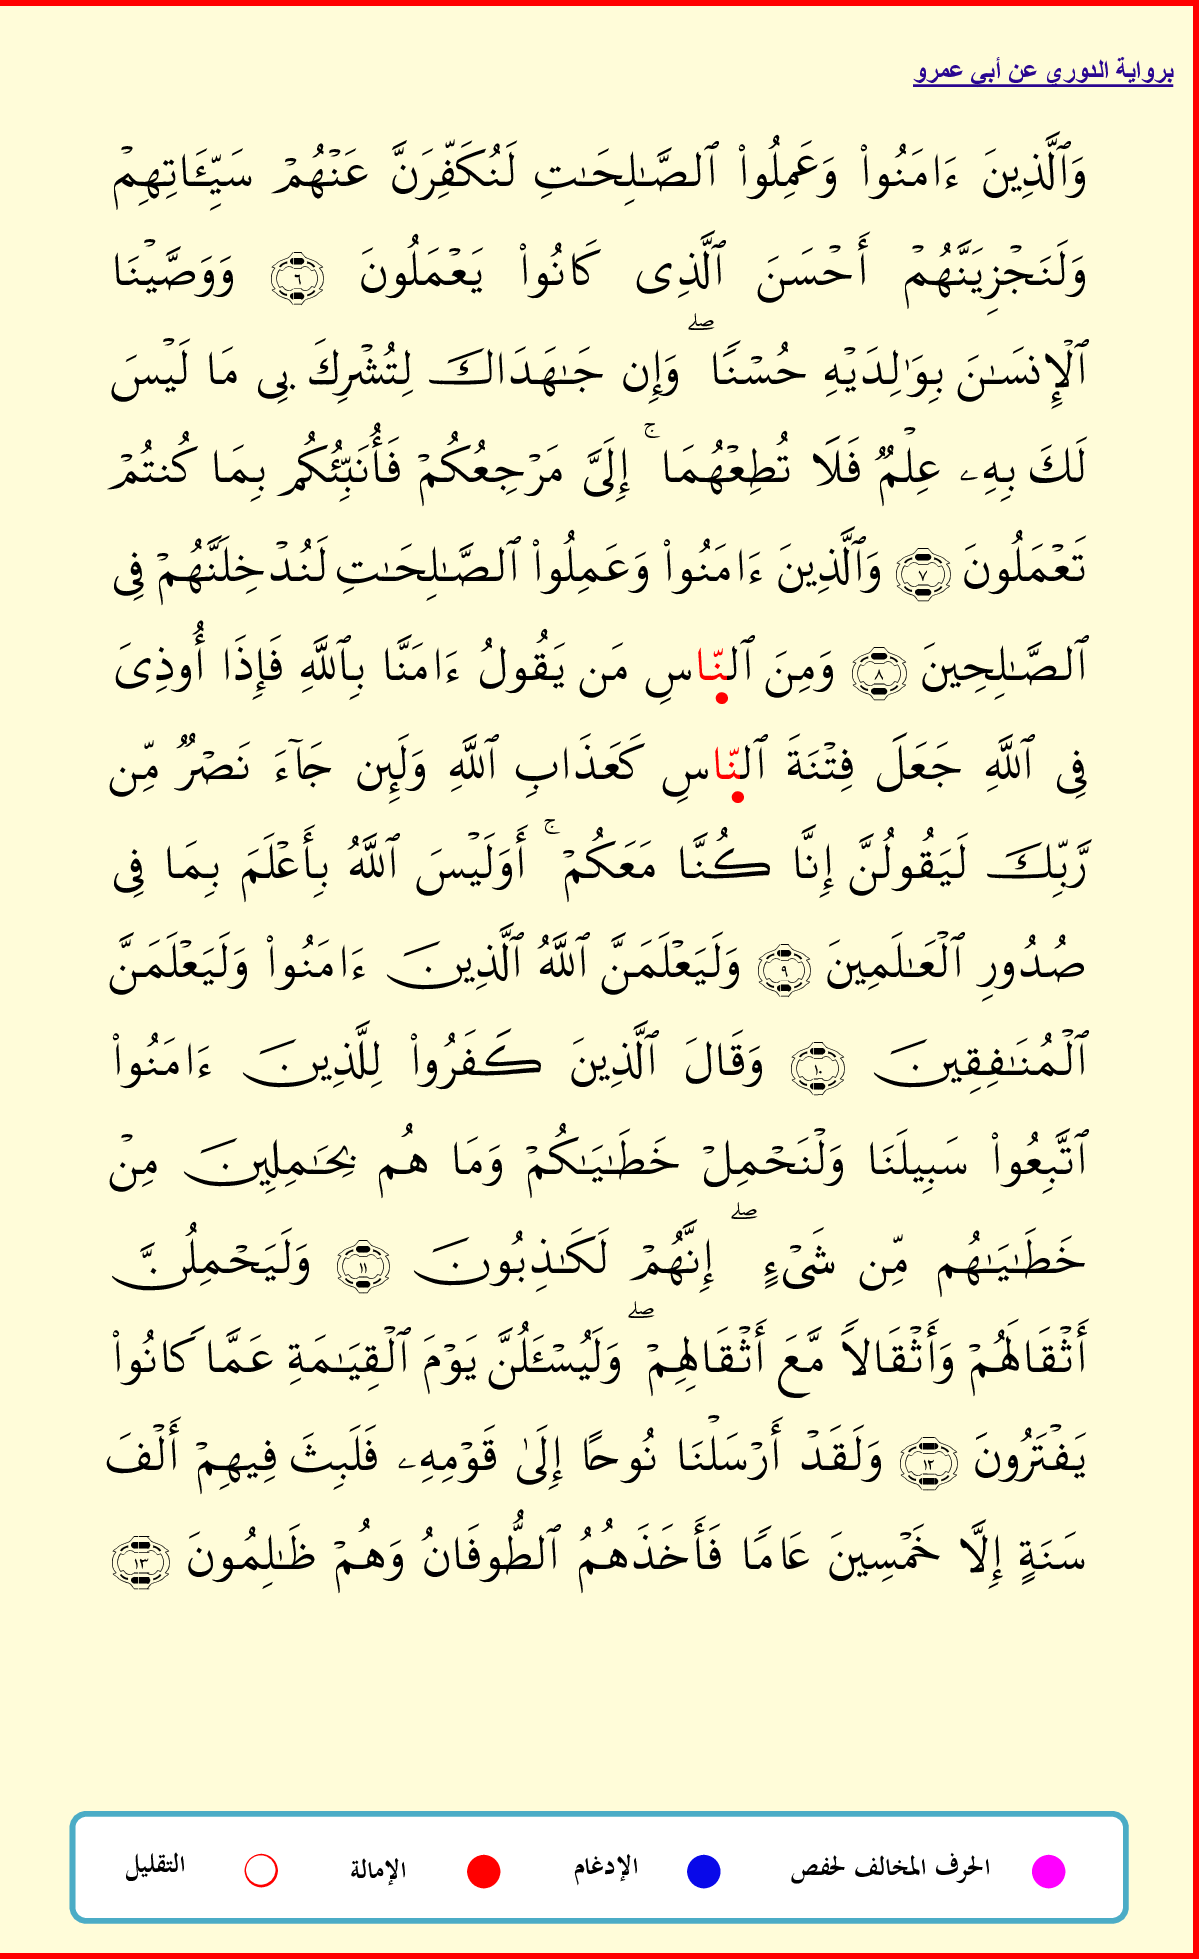 برواية الدوري عن أبي عمرو
وَٱلَّذِينَ ءَامَنُوا۟ وَعَمِلُوا۟ ٱلصَّـٰلِحَـٰتِ لَنُكَفِّرَنَّ عَنْهُمْ سَيِّـَٔاتِهِمْ
وَلَنَجْزِيَنَّهُمْ أَحْسَنَ ٱلَّذِى كَانُوا۟ يَعْمَلُونَ ٦ وَوَصَّيْنَا
ٱلْإِنسَـٰنَ بِوَٰلِدَيْهِ حُسْنًا ۖ وَإِن جَـٰهَدَاكَ لِتُشْرِكَ بِى مَا لَيْسَ
لَكَ بِهِۦ عِلْمٌ فَلَا تُطِعْهُمَا ۚ إِلَىَّ مَرْجِعُكُمْ فَأُنَبِّئُكُم بِمَا كُنتُمْ
تَعْمَلُونَ ٧ وَٱلَّذِينَ ءَامَنُوا۟ وَعَمِلُوا۟ ٱلصَّـٰلِحَـٰتِ لَنُدْخِلَنَّهُمْ فِى
ٱلصَّـٰلِحِينَ ٨ وَمِنَ ٱلنَّاسِ مَن يَقُولُ ءَامَنَّا بِٱللَّهِ فَإِذَا أُوذِىَ
فِى ٱللَّهِ جَعَلَ فِتْنَةَ ٱلنَّاسِ كَعَذَابِ ٱللَّهِ وَلَئِن جَآءَ نَصْرٌ مِّن
رَّبِّكَ لَيَقُولُنَّ إِنَّا كُنَّا مَعَكُمْ ۚ أَوَلَيْسَ ٱللَّهُ بِأَعْلَمَ بِمَا فِى
صُدُورِ ٱلْعَـٰلَمِينَ ٩ وَلَيَعْلَمَنَّ ٱللَّهُ ٱلَّذِينَ ءَامَنُوا۟ وَلَيَعْلَمَنَّ
ٱلْمُنَـٰفِقِينَ ١٠ وَقَالَ ٱلَّذِينَ كَفَرُوا۟ لِلَّذِينَ ءَامَنُوا۟
ٱتَّبِعُوا۟ سَبِيلَنَا وَلْنَحْمِلْ خَطَـٰيَـٰكُمْ وَمَا هُم بِحَـٰمِلِينَ مِنْ
خَطَـٰيَـٰهُم مِّن شَىْءٍ ۖ إِنَّهُمْ لَكَـٰذِبُونَ ١١ وَلَيَحْمِلُنَّ
أَثْقَالَهُمْ وَأَثْقَالًا مَّعَ أَثْقَالِهِمْ ۖ وَلَيُسْـَٔلُنَّ يَوْمَ ٱلْقِيَـٰمَةِ عَمَّا كَانُوا۟
يَفْتَرُونَ ١٢ وَلَقَدْ أَرْسَلْنَا نُوحًا إِلَىٰ قَوْمِهِۦ فَلَبِثَ فِيهِمْ أَلْفَ
سَنَةٍ إِلَّا خَمْسِينَ عَامًا فَأَخَذَهُمُ ٱلطُّوفَانُ وَهُمْ ظَـٰلِمُونَ ١٣
الحرف المخالف لحفص الإدغام الإمالة التقليل